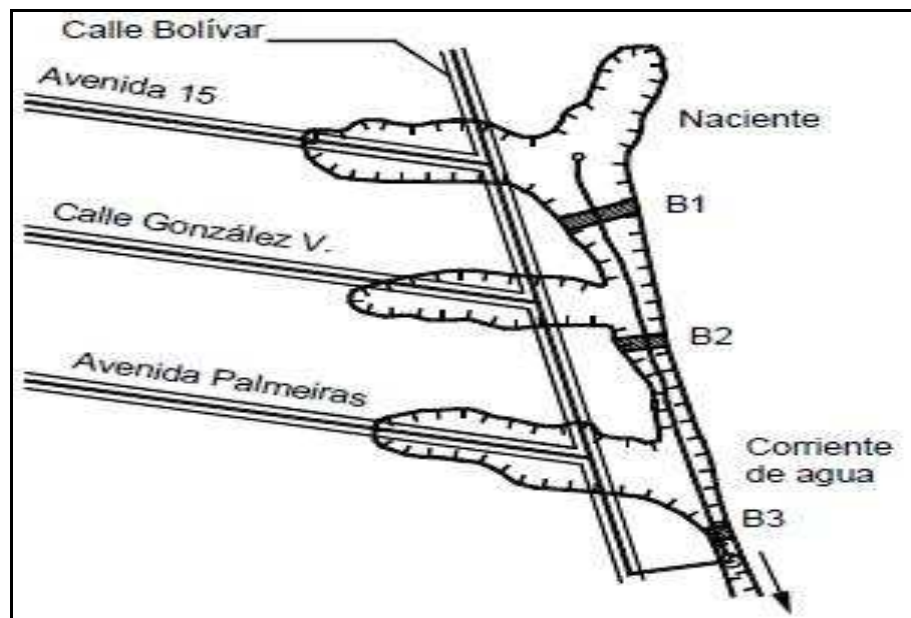 Calle Bolívar
Avenida 15
Naciente
B1
Calle González V.
B2
Avenida Palmeiras
Corriente
de agua
B3